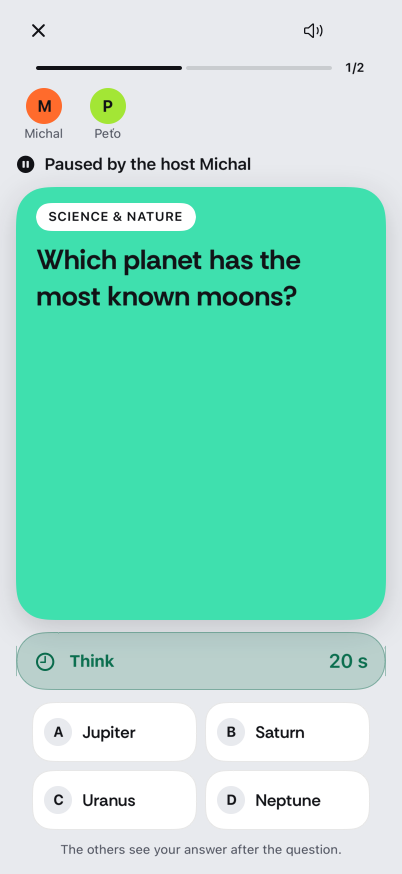 1/2
M
P
Michal
Peťo
Paused by the host Michal
SCIENCE & NATURE
Which planet has the
most known moons?
Think
20 s
A Jupiter
B Saturn
C Uranus
D Neptune
The others see your answer after the question.